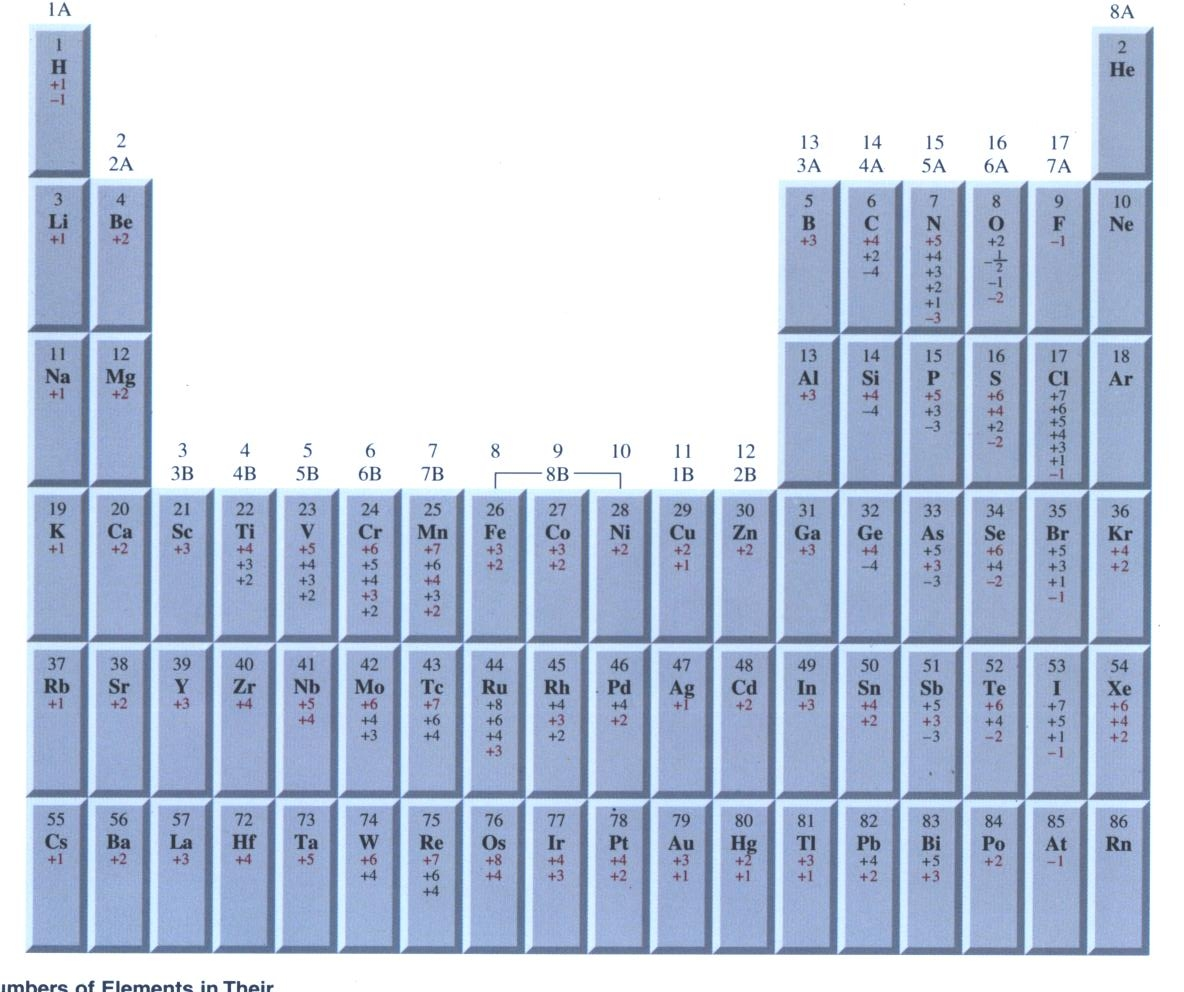 1A 8A
1 2
H He
+1
–1
2 13 14 15 16 17
2A 3A 4A 5A 6A 7A
3 4 5 6 7 8 9 10
Li Be B C N O F Ne
+1 +2 +3 +4 +5 +2 –1
+2 +4 –1/2
–4 +3 –1
+2 –2
+1
–3
11 12 13 14 15 16 17 18
Na Mg Al Si P S Cl Ar
+1 +2 +3 +4 +5 +6 +7
–4 +3 +4 +6
–3 +2 +5
–2 +4
+3
+1
–1
3 4 5 6 7 8 9 10 11 12
3B 4B 5B 6B 7B 8B 1B 2B
19 20 21 22 23 24 25 26 27 28 29 30 31 32 33 34 35 36
K Ca Sc Ti V Cr Mn Fe Co Ni Cu Zn Ga Ge As Se Br Kr
+1 +2 +3 +4 +5 +6 +7 +3 +3 +2 +2 +2 +3 +4 +5 +6 +5 +4
+3 +4 +5 +6 +2 +2 +1 –4 +3 +4 +3 +2
+2 +3 +4 +4 –3 –2 +1
+2 +3 +3 –1
+2 +2
37 38 39 40 41 42 43 44 45 46 47 48 49 50 51 52 53 54
Rb Sr Y Zr Nb Mo Tc Ru Rh Pd Ag Cd In Sn Sb Te I Xe
+1 +2 +3 +4 +5 +6 +7 +8 +4 +4 +1 +2 +3 +4 +5 +6 +7 +6
+4 +4 +6 +6 +3 +2 +2 +3 +4 +5 +4
+3 +4 +4 +2 –3 –2 +1 +2
+3 –1
55 56 57 72 73 74 75 76 77 78 79 80 81 82 83 84 85 86
Cs Ba La Hf Ta W Re Os Ir Pt Au Hg Tl Pb Bi Po At Rn
+1 +2 +3 +4 +5 +6 +7 +8 +4 +4 +3 +2 +3 +4 +5 +2 –1
+4 +6 +4 +3 +2 +1 +1 +1 +2 +3
+4
umbers of Elements in Their